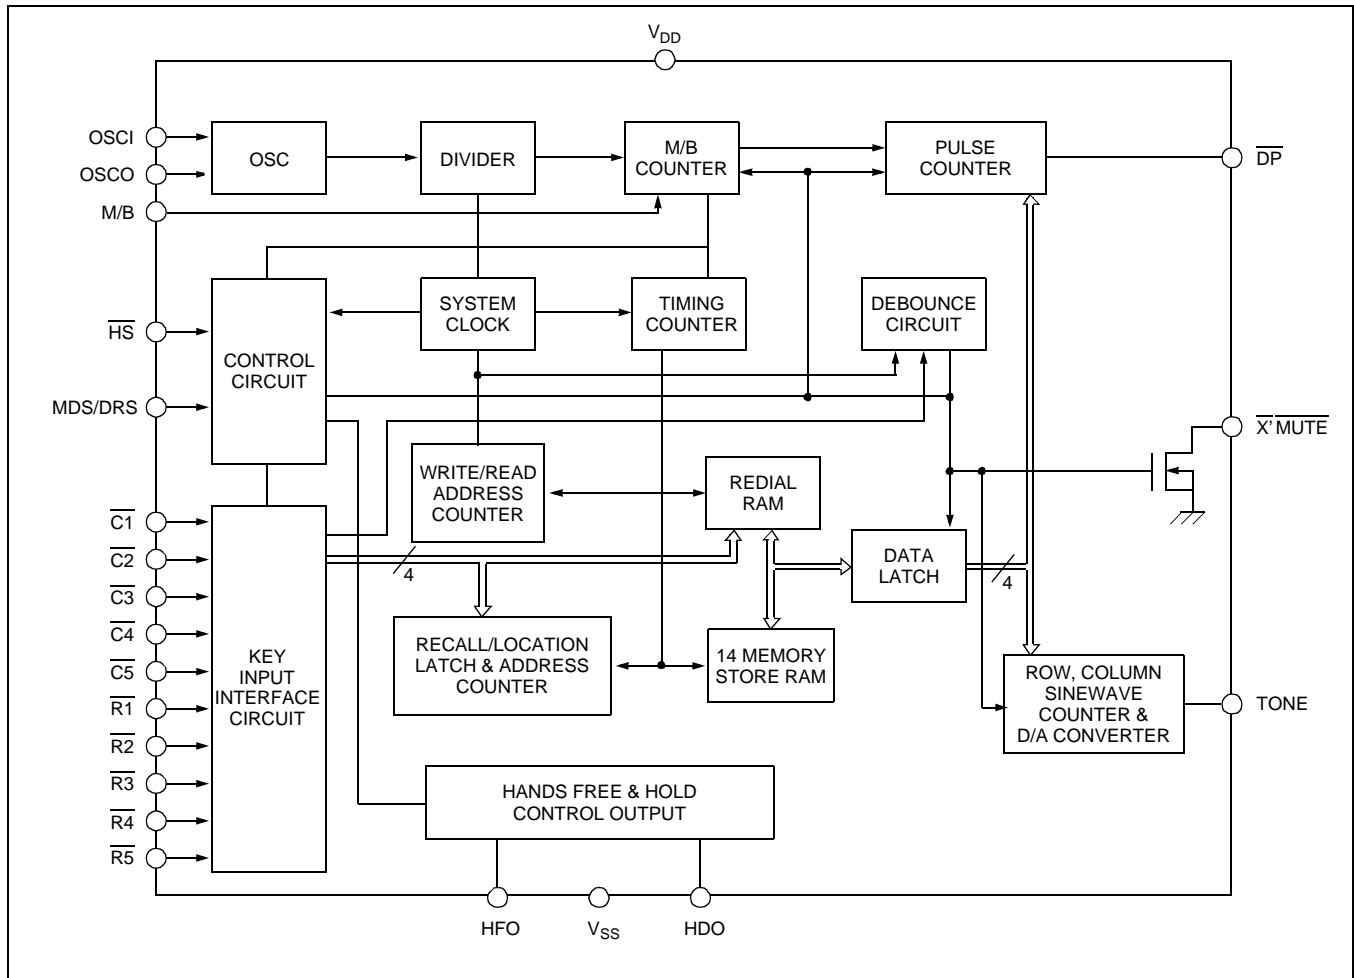 VDD
OSCI
OSCO
M/B
OSC
DIVIDER
M/B
COUNTER
PULSE
COUNTER
DP
HS
MDS/DRS
CONTROL
CIRCUIT
SYSTEM
CLOCK
TIMING
COUNTER
DEBOUNCE
CIRCUIT
X' MUTE
WRITE/READ
ADDRESS
COUNTER
REDIAL
RAM
DATA
LATCH
4
4
C1
C2
C3
C4
C5
R1
R2
R3
R4
R5
KEY
INPUT
INTERFACE
CIRCUIT
RECALL/LOCATION
LATCH & ADDRESS
COUNTER
14 MEMORY
STORE RAM
ROW, COLUMN
SINEWAVE
COUNTER &
D/A CONVERTER
TONE
HANDS FREE & HOLD
CONTROL OUTPUT
HFO
VSS
HDO